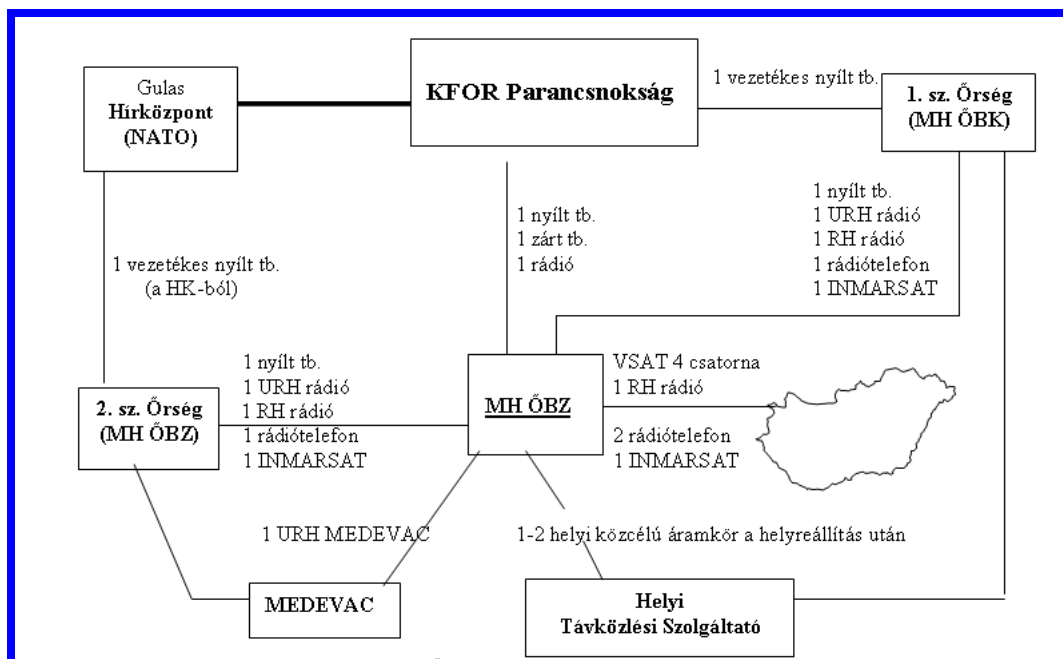 Gulas
Hírközpont
(NATO)
KFOR Parancsnokság
1 vezetékes nyílt tb.
1. sz. Őrség
(MH ŐBK)
1 nyílt tb.
1 zárt tb.
1 rádió
1 nyílt tb.
1 URH rádió
1 RH rádió
1 rádiótelefon
1 INMARSAT
1 vezetékes nyílt tb.
(a HK-ból)
1 nyílt tb.
1 URH rádió
1 RH rádió
1 rádiótelefon
1 INMARSAT
2. sz. Őrség
(MH ŐBZ)
MH ŐBZ
VSAT 4 csatorna
1 RH rádió
2 rádiótelefon
1 INMARSAT
1 URH MEDEVAC
1-2 helyi közcélú áramkör a helyreállítás után
MEDEVAC
Helyi
Távközlési Szolgáltató